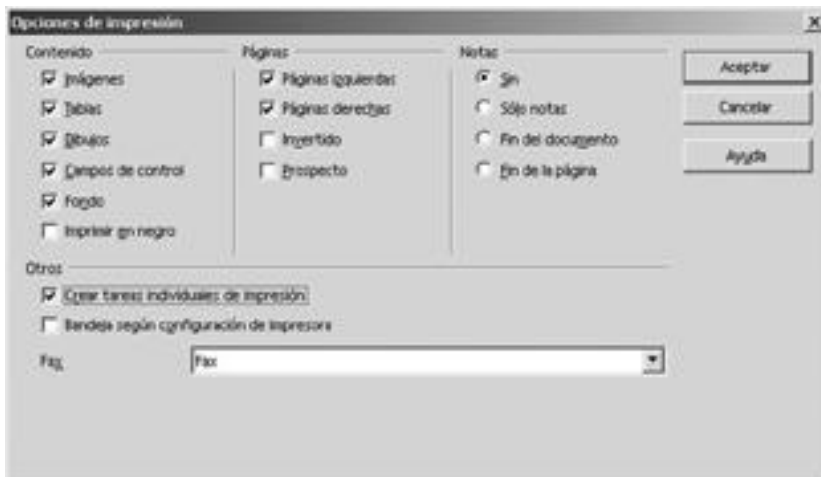 Opciones de impresión
Contenido
Imágenes
Tablas
Dibujos
Campos de control
Fondo
Imprimir en negro
Páginas
Páginas izquierdas
Páginas derechas
Invertido
Prospecto
Notas
Sin
Sólo notas
Fin del documento
Fin de la página
Aceptar
Cancelar
Ayuda
Otros
Crear tareas individuales de impresión
Bandeja según configuración de impresora
Fax
Fax